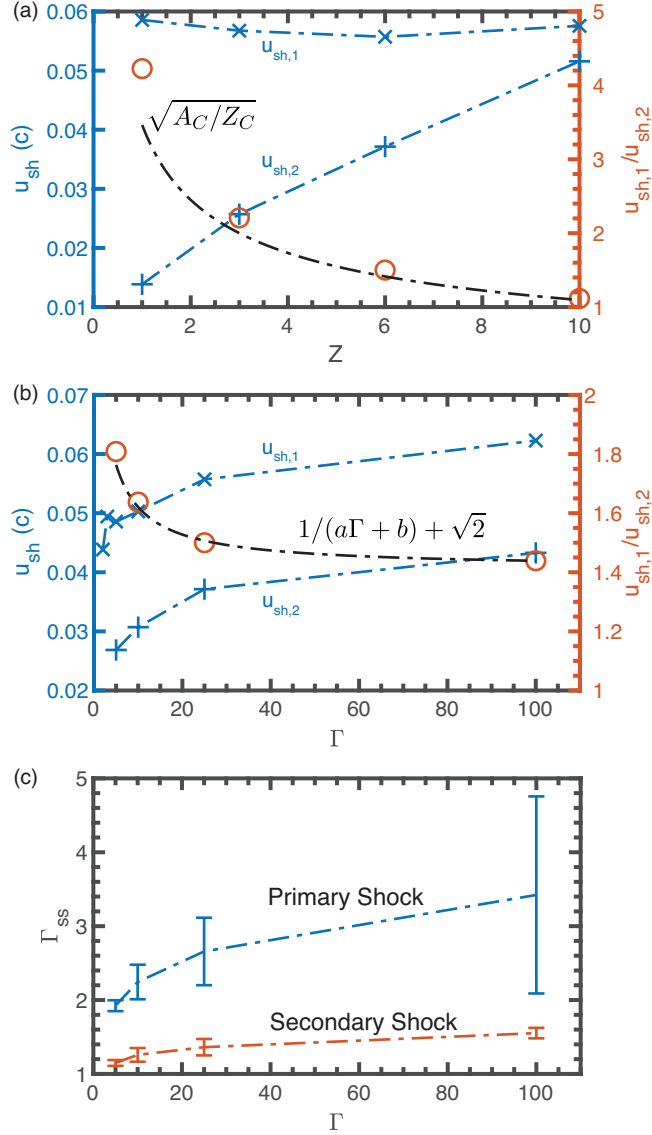 (a)
0.06
0.05
0.04
0.03
0.02
0.01
u_sh (c)
u_sh,1
√(A_C/Z_C)
u_sh,2
5
4
3
2
1
u_sh,1/u_sh,2
0 2 4 6 8 10
Z
(b)
0.07
0.06
0.05
0.04
0.03
0.02
u_sh (c)
u_sh,1
1/(aΓ + b) + √2
u_sh,2
2
1.8
1.6
1.4
1.2
1
u_sh,1/u_sh,2
0 20 40 60 80 100
Γ
(c)
5
4
3
2
1
Γ_ss
Primary Shock
Secondary Shock
0 20 40 60 80 100
Γ